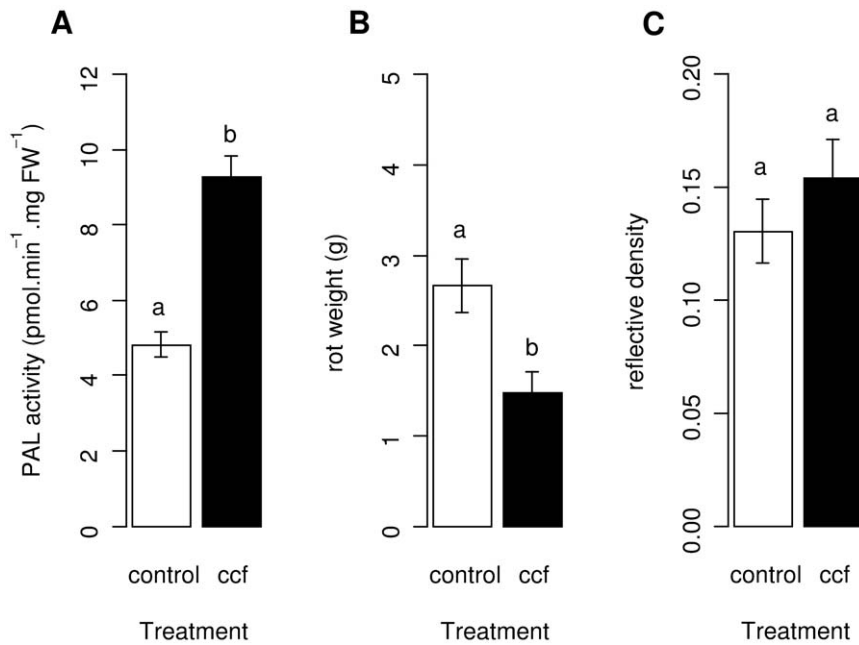 A
PAL activity (pmol.min⁻¹.mg FW⁻¹)
12
10
8
6
4
2
0
a
b
control ccf
Treatment
B
rot weight (g)
5
4
3
2
1
0
a
b
control ccf
Treatment
C
reflective density
0.20
0.15
0.10
0.05
0.00
a
a
control ccf
Treatment